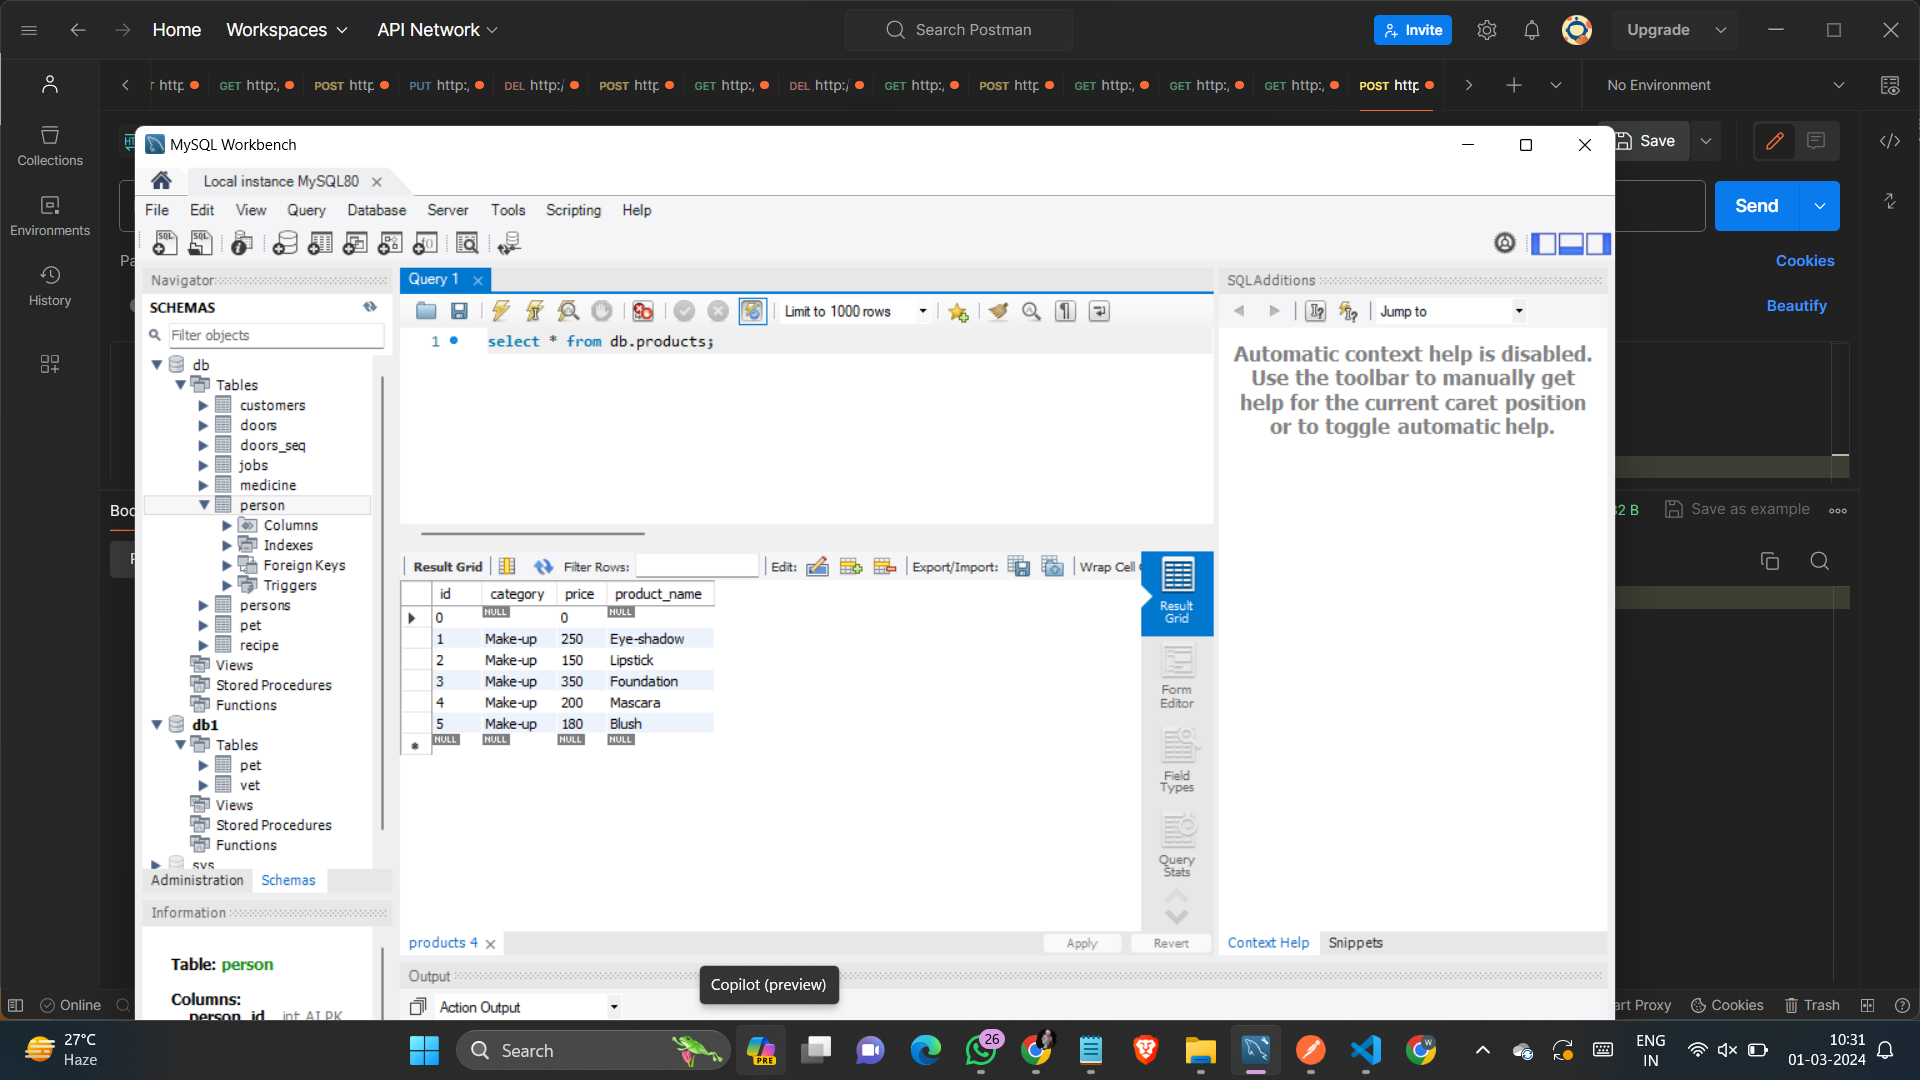 Home
Workspaces
API Network
Search Postman
Invite
Upgrade
http
GET http:,
POST http
PUT http:,
DEL http:/
POST http
GET http:,
DEL http:/
GET http:,
POST http
GET http:,
GET http:,
GET http:,
POST http
No Environment
Collections
Environments
History
Save
Send
Cookies
Beautify
Save as example
MySQL Workbench
Local instance MySQL80
File Edit View Query Database Server Tools Scripting Help
Navigator
SCHEMAS
Filter objects
db
Tables
customers
doors
doors_seq
jobs
medicine
person
Columns
Indexes
Foreign Keys
Triggers
persons
pet
recipe
Views
Stored Procedures
Functions
db1
Tables
pet
vet
Views
Stored Procedures
Functions
sys
Administration Schemas
Information
Table: person
Columns:
person_id int AI PK
Query 1
Limit to 1000 rows
1 select * from db.products;
Result Grid Filter Rows: Edit: Export/Import: Wrap Cell
id category price product_name
0 NULL 0 NULL
1 Make-up 250 Eye-shadow
2 Make-up 150 Lipstick
3 Make-up 350 Foundation
4 Make-up 200 Mascara
5 Make-up 180 Blush
NULL NULL NULL NULL
Result
Grid
Form
Editor
Field
Types
Query
Stats
products 4
Apply
Revert
Output
Action Output
Copilot (preview)
SQLAdditions
Jump to
Automatic context help is disabled.
Use the toolbar to manually get
help for the current caret position
or to toggle automatic help.
Context Help Snippets
Online
art Proxy
Cookies
Trash
27°C
Haze
Search
PRE
26
W
ENG
IN
10:31
01-03-2024